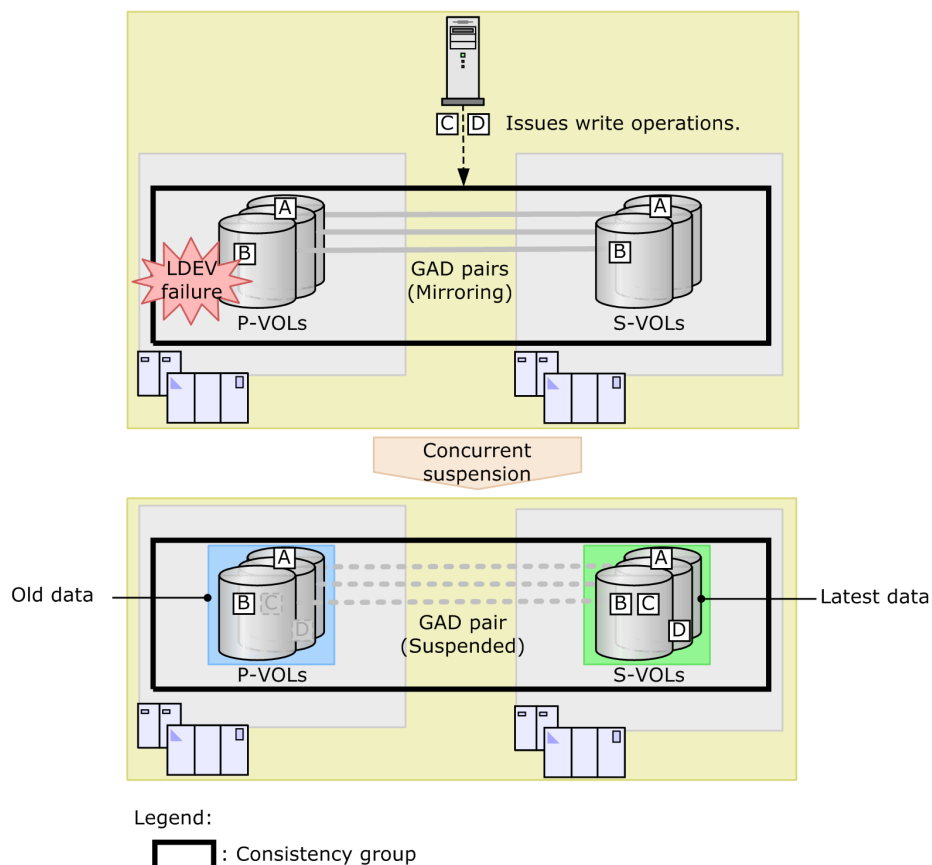 C D Issues write operations.
A A
B B
LDEV
failure
GAD pairs
(Mirroring)
P-VOLs S-VOLs
Concurrent
suspension
A A
Old data B C B C Latest data
D D
GAD pair
(Suspended)
P-VOLs S-VOLs
Legend:
: Consistency group